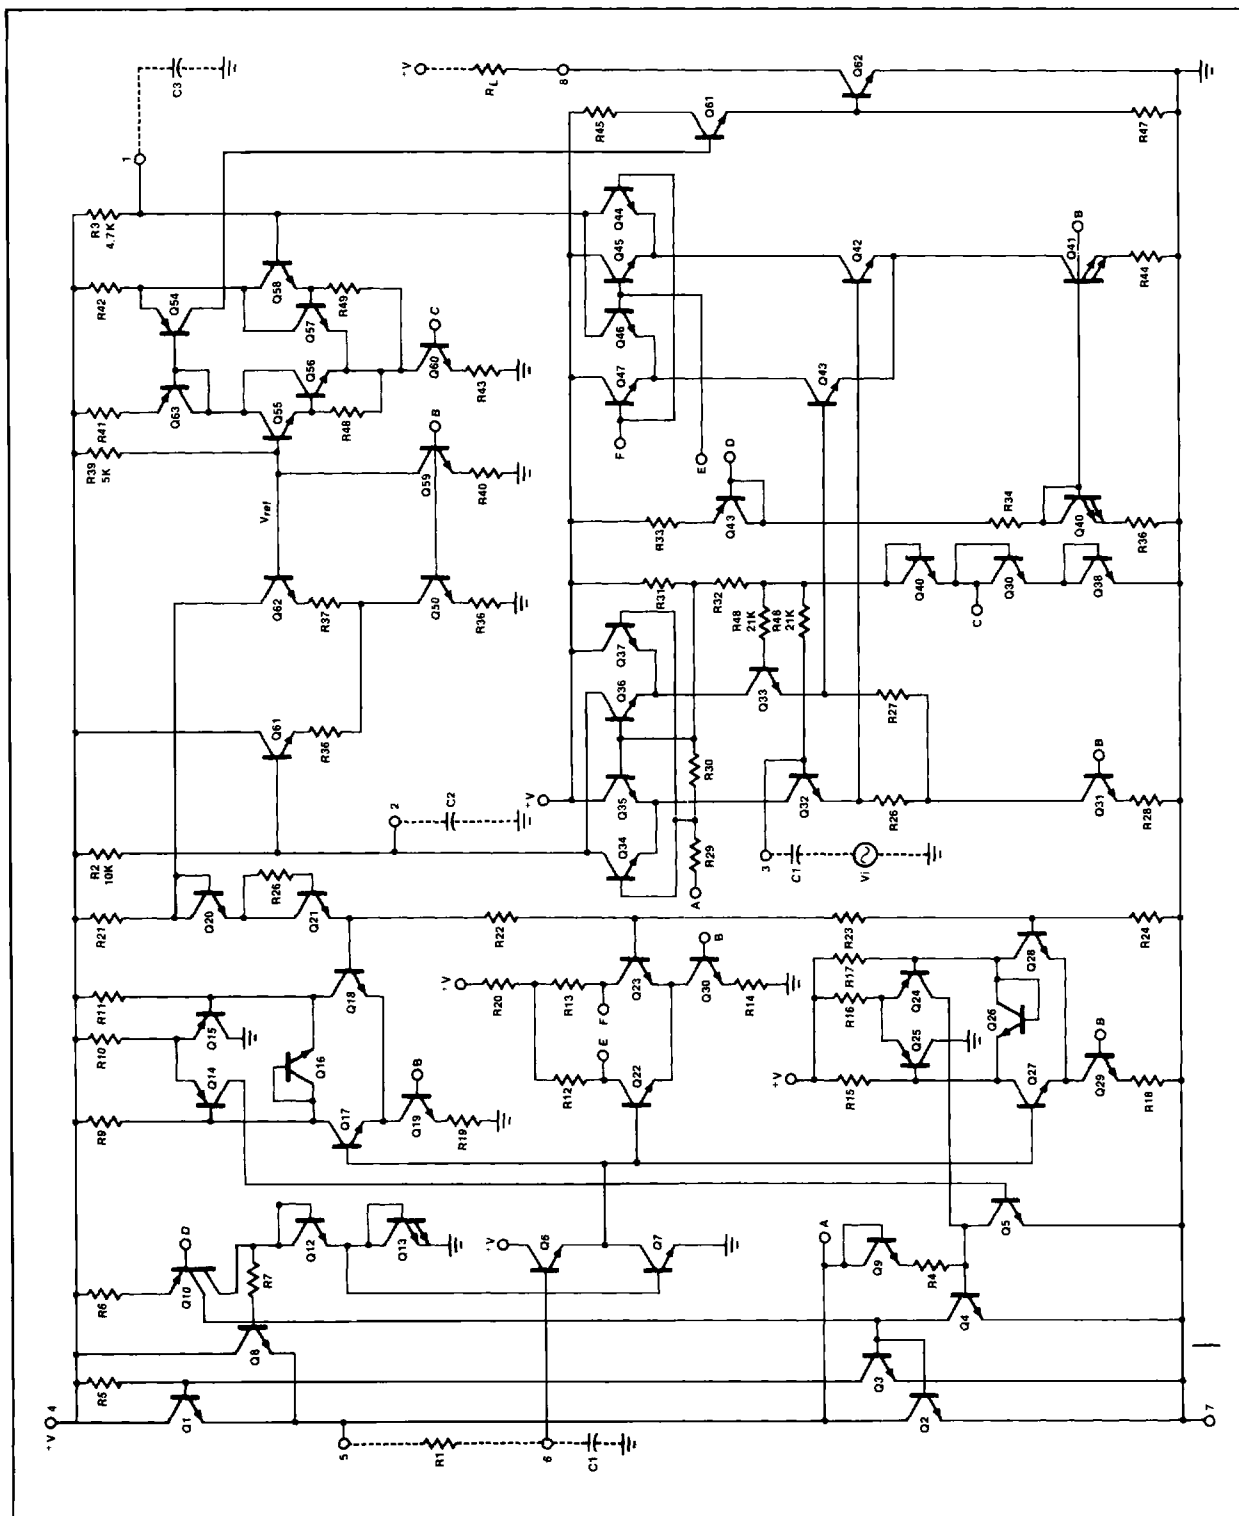 +V 4
R5
Q1
R6
D
Q10
Q8
R7
Q12
Q13
5
R1
6
C1
+V
Q6
Q7
A
Q9
R4
Q5
Q4
Q3
Q2
7
R9
R10
R11
Q14
Q15
Q16
Q17
Q18
B
Q19
R19
R21
Q20
R26
Q21
R22
+V
R20
R13
F
Q23
R12
E
Q22
B
Q30
R14
+V
R15
R16
R17
R23
Q24
Q25
Q26
Q28
Q27
B
Q29
R18
R24
R2
10K
2
C2
Q61
R36
Q62
R37
Q50
R36
Vref
R39
5K
R41
Q63
Q54
R42
Q55
Q56
R48
Q57
Q58
R49
C
Q60
R43
B
Q59
R40
R3
4.7K
1
C3
+V
RL
8
Q62
Q61
R45
R47
+V
Q34
Q35
Q36
Q37
R29
A
R30
R31
R32
R48
21K
R48
21K
3
C1
Vi
Q32
Q33
R26
R27
B
Q31
R28
R33
Q43
D
R34
Q40
Q40
C
Q30
Q38
R36
F
E
Q47
Q46
Q45
Q44
Q43
Q42
Q41
B
R44